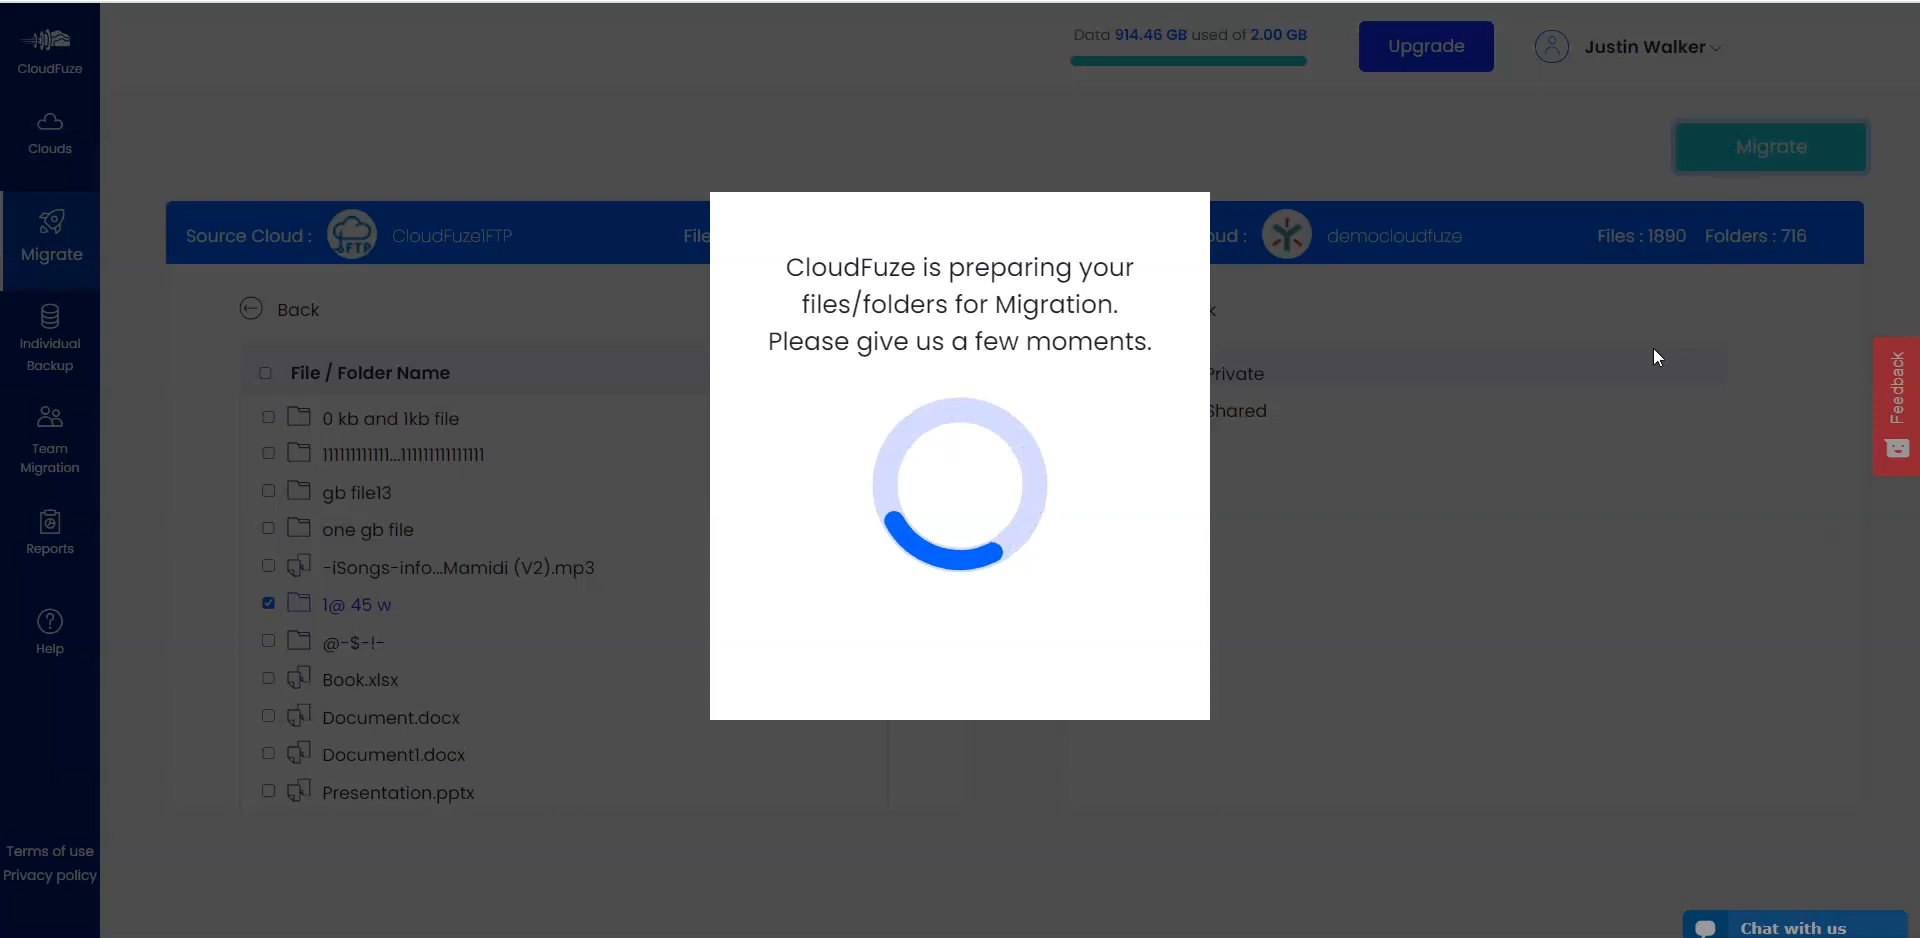 CloudFuze
Data 914.46 GB used of 2.00 GB
Upgrade
Justin Walker
Clouds
Migrate
Migrate
Source Cloud :
FTP
CloudFuze1FTP
File
oud :
democloudfuze
Files : 1890
Folders : 716
CloudFuze is preparing your
files/folders for Migration.
Please give us a few moments.
Back
k
Individual
Backup
File / Folder Name
Private
0 kb and 1kb file
Shared
gb file13
one gb file
-iSongs-info...Mamidi (V2).mp3
1@ 45 w
@-$-!-
Book.xlsx
Document.docx
Document1.docx
Presentation.pptx
Feedback
Team
Migration
Reports
Help
Terms of use
Privacy policy
Chat with us